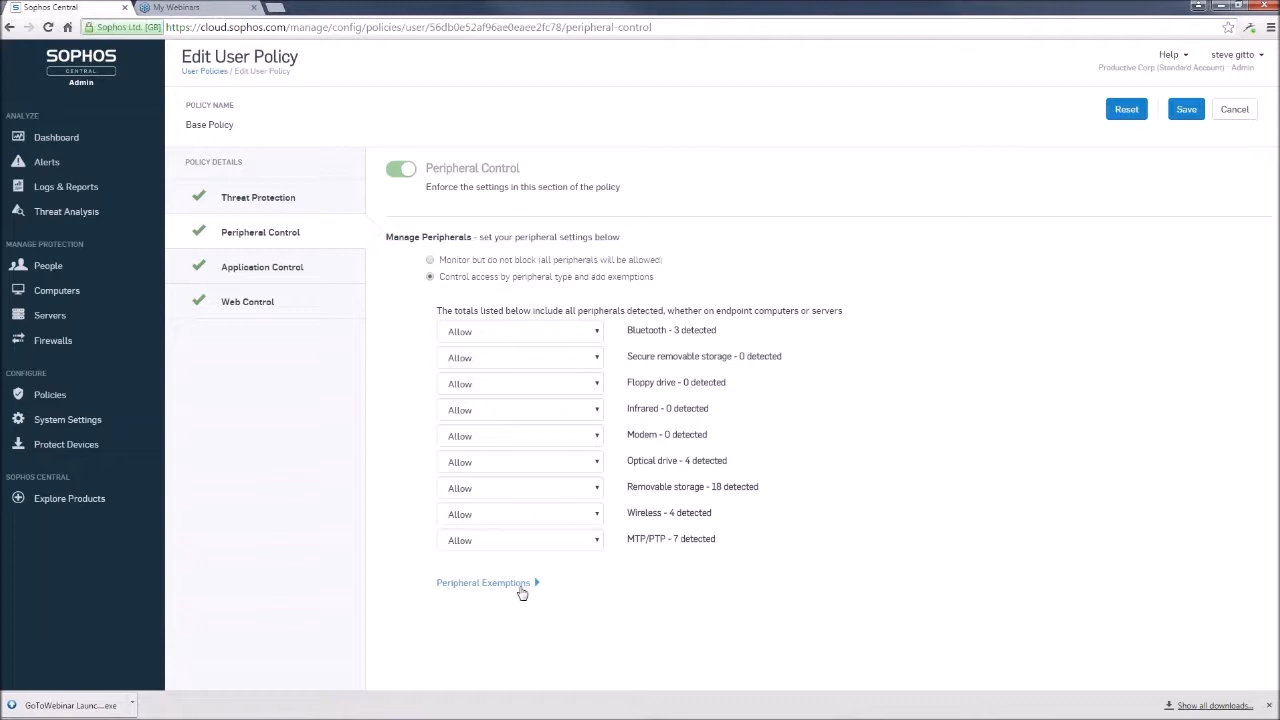 Sophos Central
My Webinars
Sophos Ltd. [GB]
https://cloud.sophos.com/manage/config/policies/user/56db0e52af96ae0eaee2fc78/peripheral-control
SOPHOS
CENTRAL
Admin
Edit User Policy
User Policies / Edit User Policy
Help
steve gitto
Productive Corp (Standard Account) - Admin
POLICY NAME
Base Policy
Reset
Save
Cancel
ANALYZE
Dashboard
Alerts
Logs & Reports
Threat Analysis
MANAGE PROTECTION
People
Computers
Servers
Firewalls
CONFIGURE
Policies
System Settings
Protect Devices
SOPHOS CENTRAL
Explore Products
POLICY DETAILS
Threat Protection
Peripheral Control
Application Control
Web Control
Peripheral Control
Enforce the settings in this section of the policy
Manage Peripherals - set your peripheral settings below
Monitor but do not block (all peripherals will be allowed)
Control access by peripheral type and add exemptions
The totals listed below include all peripherals detected, whether on endpoint computers or servers
Allow Bluetooth - 3 detected
Allow Secure removable storage - 0 detected
Allow Floppy drive - 0 detected
Allow Infrared - 0 detected
Allow Modem - 0 detected
Allow Optical drive - 4 detected
Allow Removable storage - 18 detected
Allow Wireless - 4 detected
Allow MTP/PTP - 7 detected
Peripheral Exemptions
GoToWebinar Launc....exe
Show all downloads...